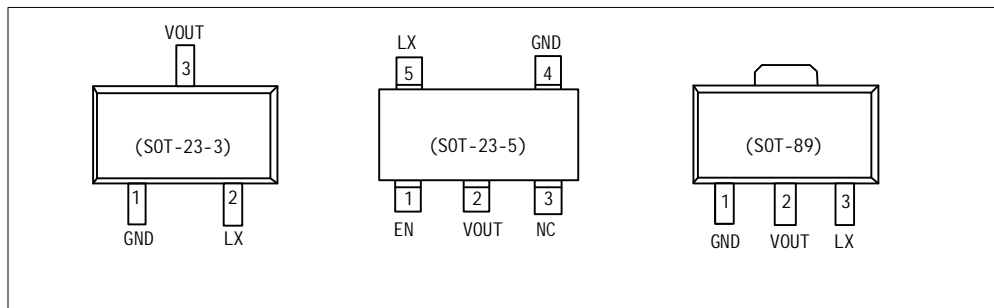 VOUT
3
(SOT-23-3)
1 2
GND LX
LX GND
5 4
(SOT-23-5)
1 2 3
EN VOUT NC
(SOT-89)
1 2 3
GND VOUT LX